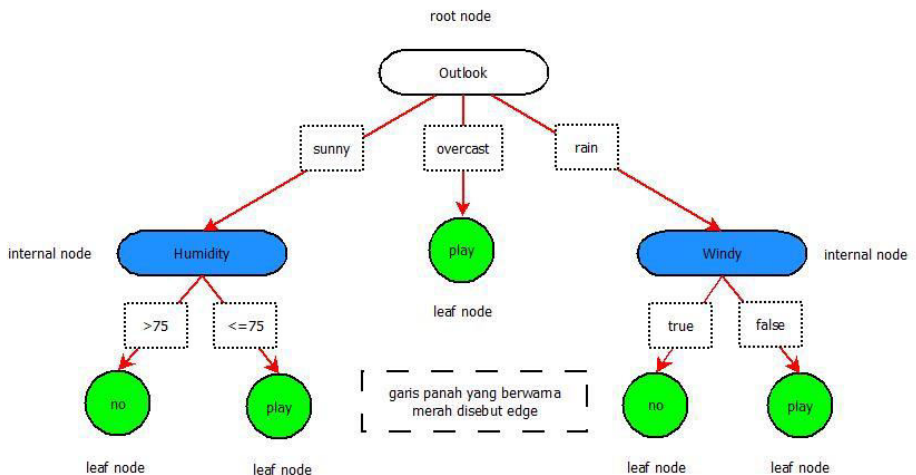 root node
Outlook
sunny
overcast
rain
internal node
Humidity
play
Windy
internal node
leaf node
>75
<=75
true
false
garis panah yang berwarna
merah disebut edge
no
play
no
play
leaf node
leaf node
leaf node
leaf node